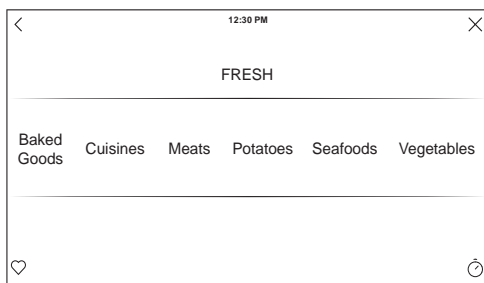 12:30 PM
FRESH
Baked
Goods
Cuisines
Meats
Potatoes
Seafoods
Vegetables